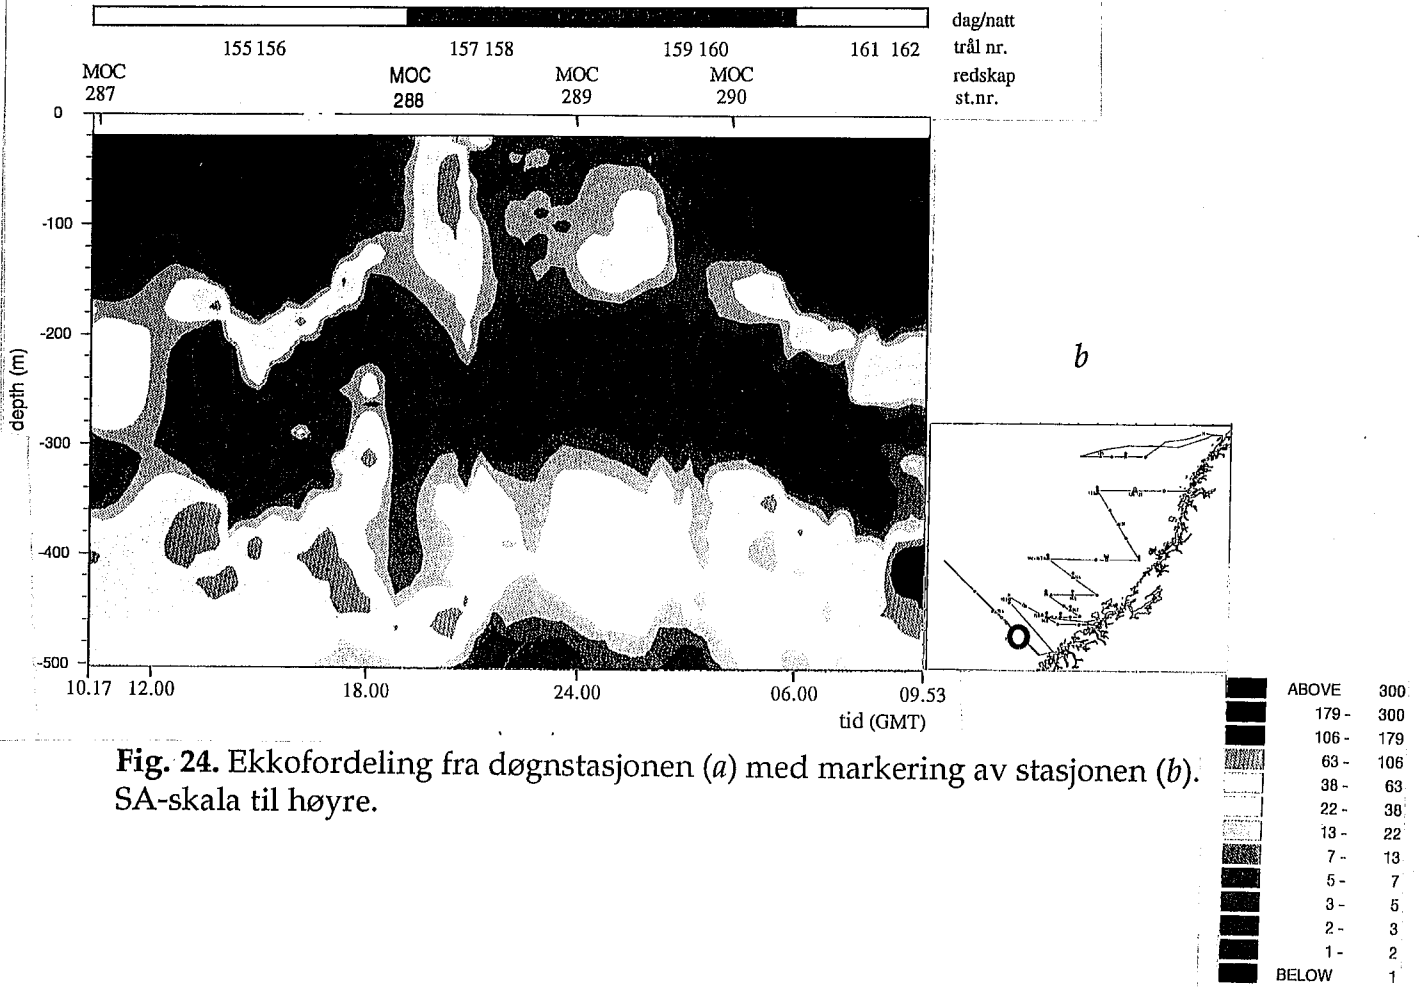 dag/natt
155 156 157 158 159 160 161 162 trål nr.
MOC MOC MOC MOC redskap
287 288 289 290 st.nr.
0
-100
-200
-300
-400
-500
depth (m)
10.17 12.00 18.00 24.00 06.00 09.53
tid (GMT)
b
ABOVE 300
179 - 300
106 - 179
63 - 106
38 - 63
22 - 38
13 - 22
7 - 13
5 - 7
3 - 5
2 - 3
1 - 2
BELOW 1
Fig. 24. Ekkofordeling fra døgnstasjonen (a) med markering av stasjonen (b).
SA-skala til høyre.